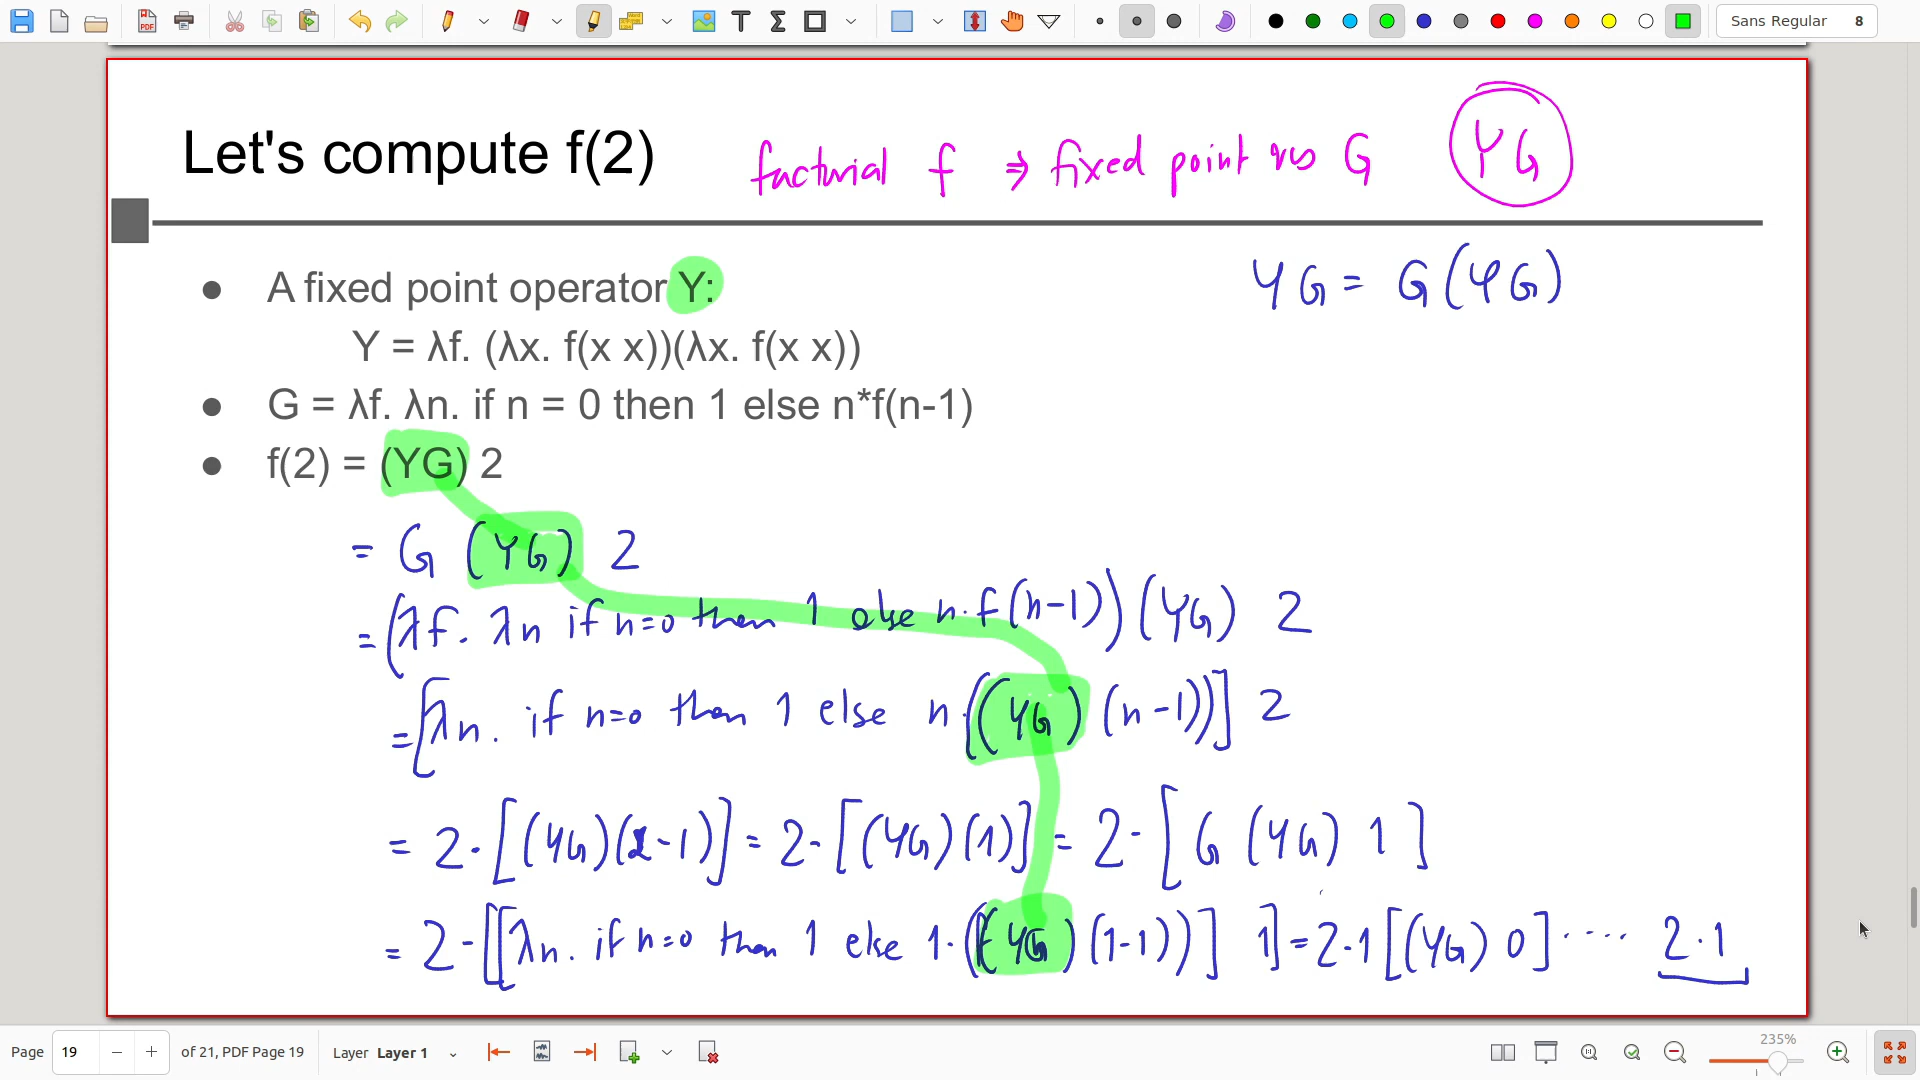 Sans Regular 8
Let's compute f(2)
factorial f ⇒ fixed point G YG
● A fixed point operator Y:
YG = G(YG)
Y = λf. (λx. f(x x))(λx. f(x x))
● G = λf. λn. if n = 0 then 1 else n*f(n-1)
● f(2) = (YG) 2
= G (YG) 2
= (λf. λn if n=0 then 1 else n·f(n-1)) (YG) 2
= [λn. if n=0 then 1 else n·((YG) (n-1))] 2
= 2·[(YG)(2-1)] = 2·[(YG)(1)] = 2·[G (YG) 1]
= 2·[[λn. if n=0 then 1 else 1·((YG) (1-1))] 1] = 2·1[(YG) 0] ····· 2·1
Page 19 − + of 21, PDF Page 19 Layer Layer 1 235%